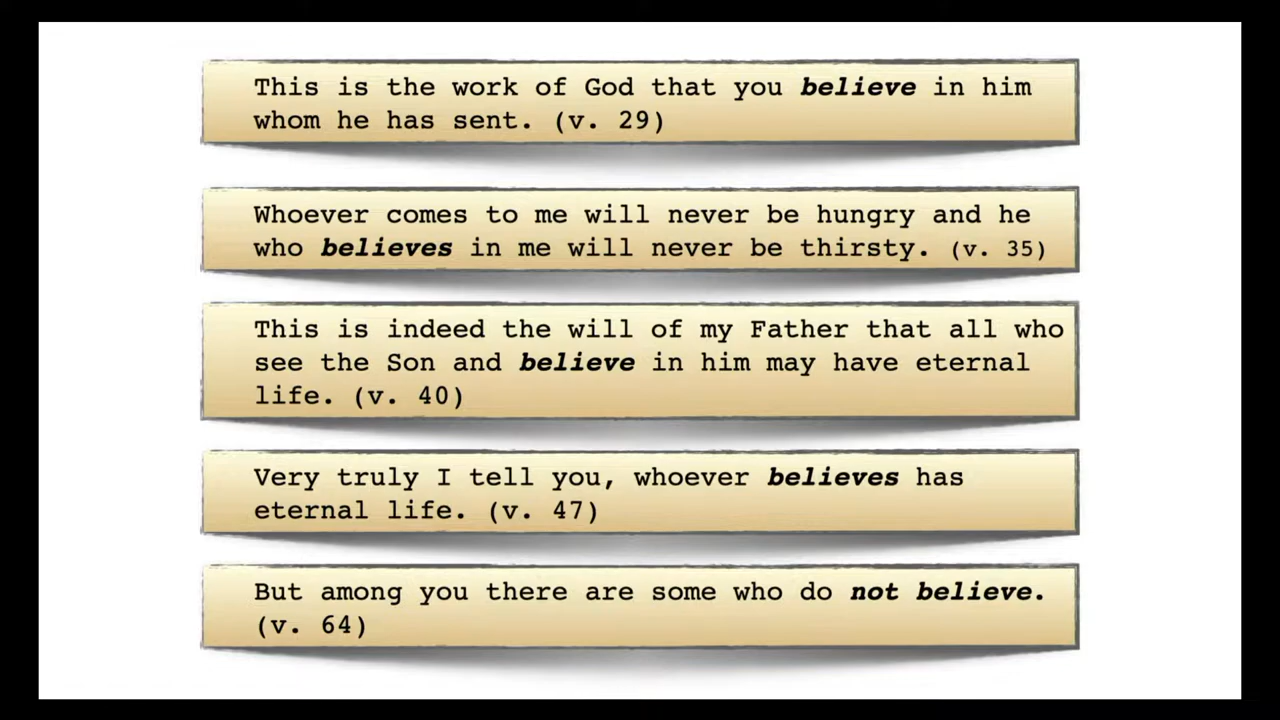 This is the work of God that you believe in him
whom he has sent. (v. 29)
Whoever comes to me will never be hungry and he
who believes in me will never be thirsty. (v. 35)
This is indeed the will of my Father that all who
see the Son and believe in him may have eternal
life. (v. 40)
Very truly I tell you, whoever believes has
eternal life. (v. 47)
But among you there are some who do not believe.
(v. 64)